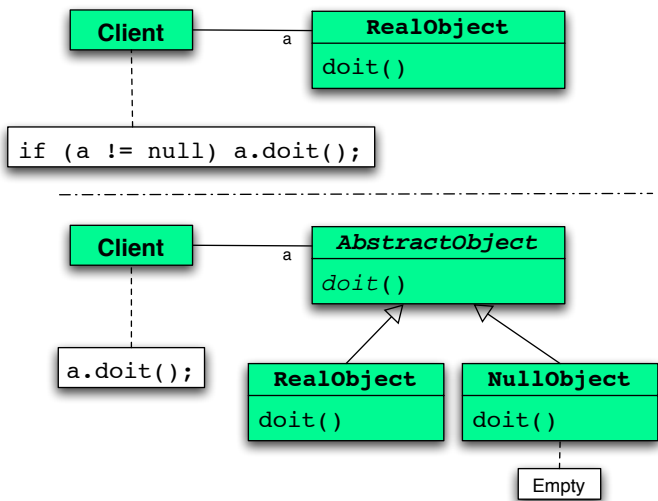 Client
a
RealObject
doit()
if (a != null) a.doit();
Client
a
AbstractObject
doit()
a.doit();
RealObject
doit()
NullObject
doit()
Empty